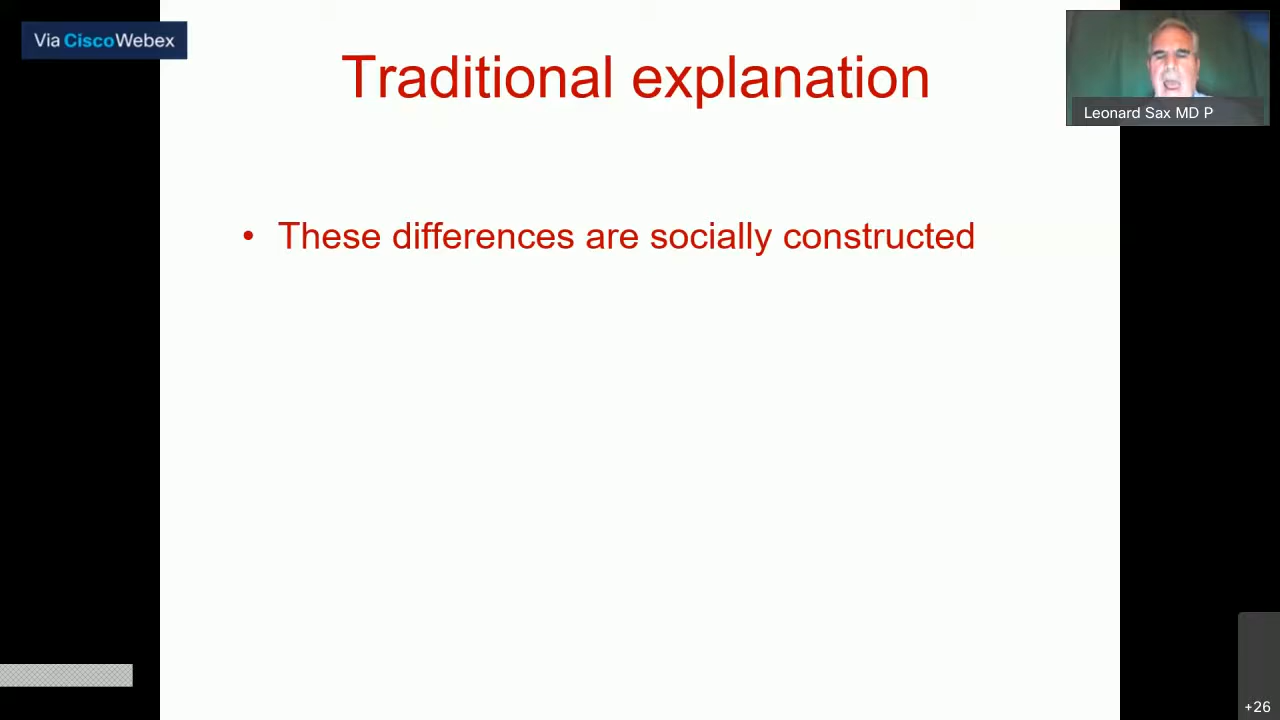 Via CiscoWebex
Traditional explanation
Leonard Sax MD P
• These differences are socially constructed
+26